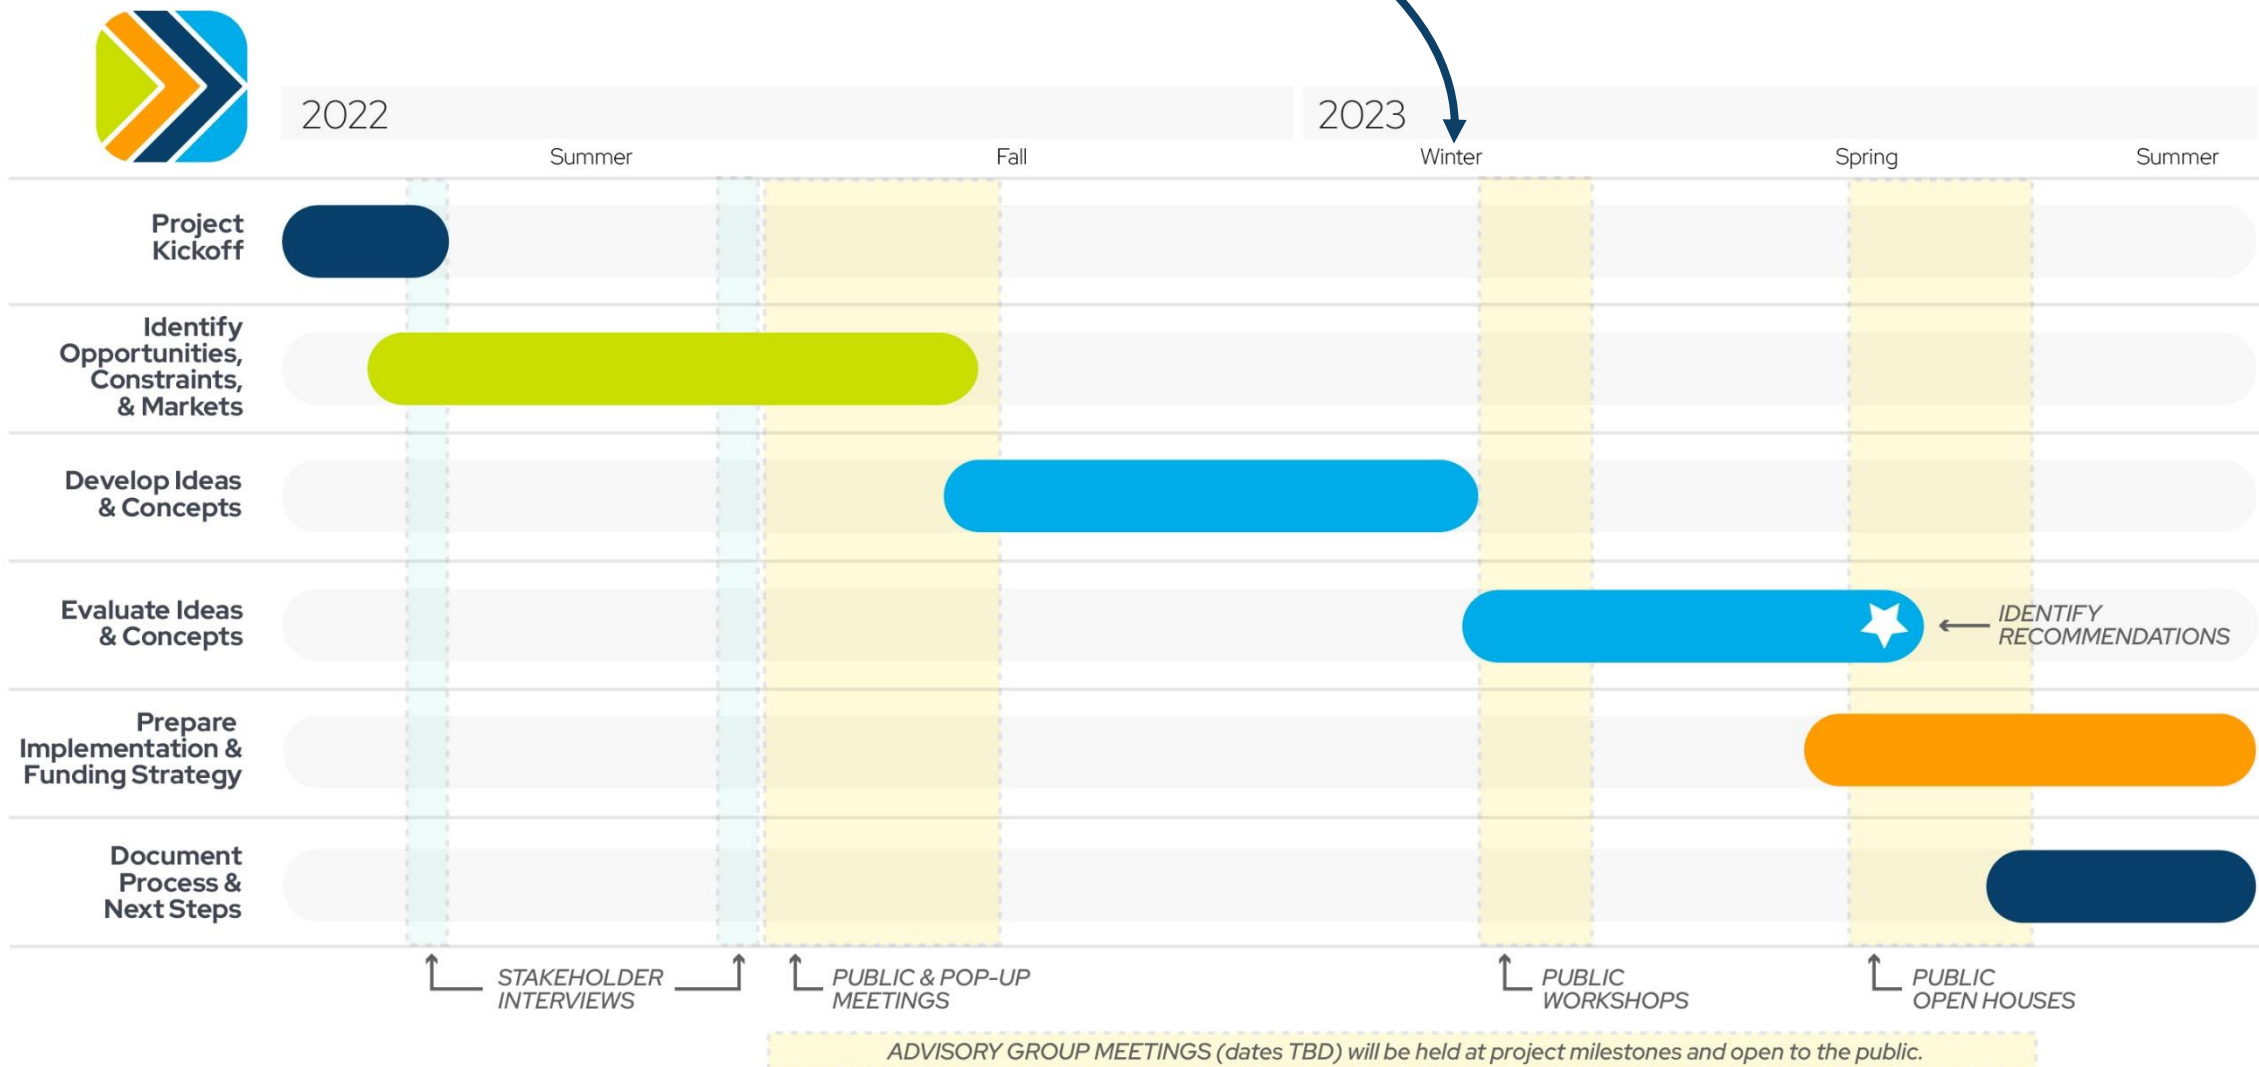 2022
2023
Summer
Fall
Winter
Spring
Summer
Project
Kickoff
Identify
Opportunities,
Constraints,
& Markets
Develop Ideas
& Concepts
Evaluate Ideas
& Concepts
IDENTIFY
RECOMMENDATIONS
Prepare
Implementation &
Funding Strategy
Document
Process &
Next Steps
STAKEHOLDER
INTERVIEWS
PUBLIC & POP-UP
MEETINGS
PUBLIC
WORKSHOPS
PUBLIC
OPEN HOUSES
ADVISORY GROUP MEETINGS (dates TBD) will be held at project milestones and open to the public.